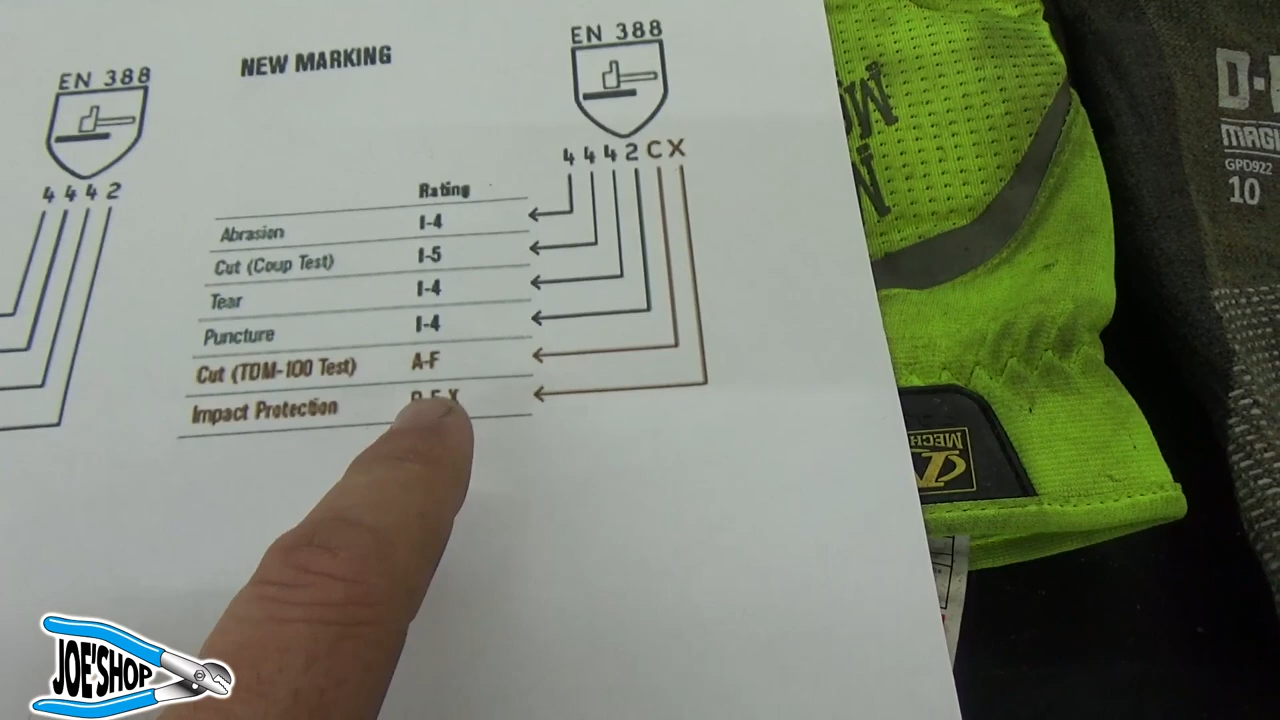 EN 388
4 4 4 2
NEW MARKING
EN 388
4 4 4 2 C X
Rating
Abrasion 1-4
Cut (Coup Test) 1-5
Tear 1-4
Puncture 1-4
Cut (TDM-100 Test) A-F
Impact Protection
MECH
GPD922
10
JOE'S SHOP